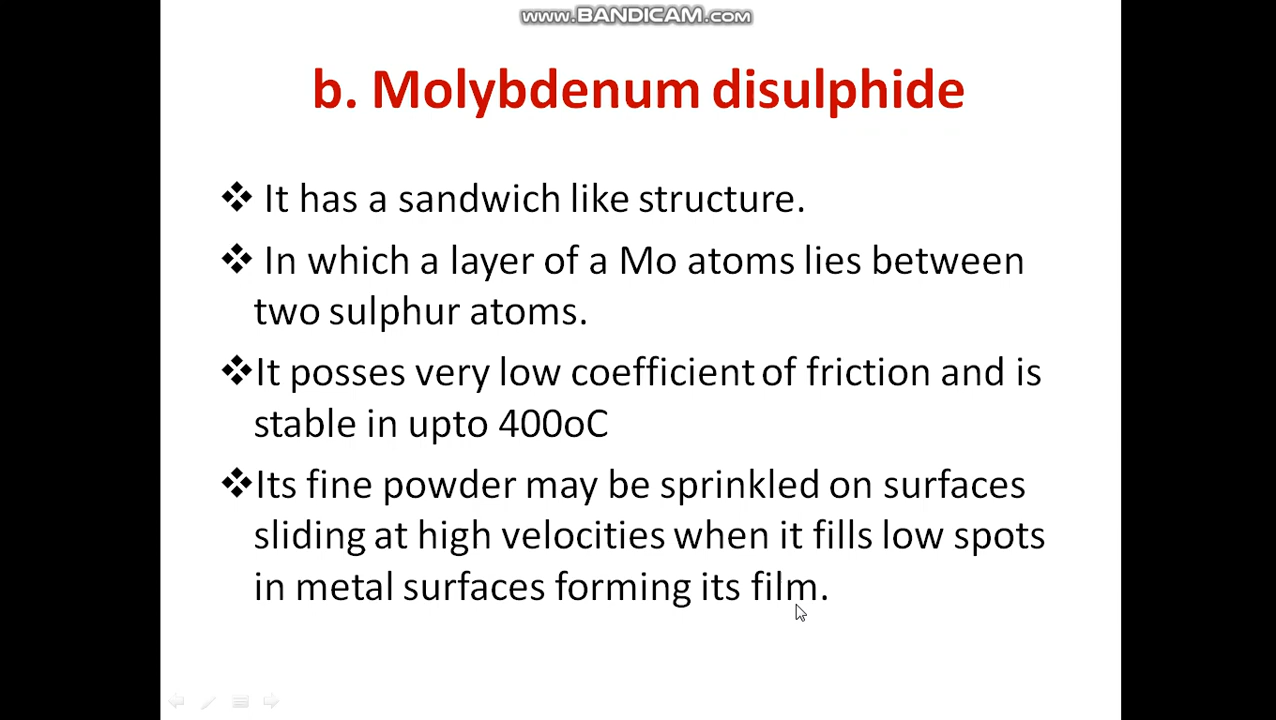 www.BANDICAM.com
b. Molybdenum disulphide
❖ It has a sandwich like structure.
❖ In which a layer of a Mo atoms lies between
two sulphur atoms.
❖It posses very low coefficient of friction and is
stable in upto 400oC
❖Its fine powder may be sprinkled on surfaces
sliding at high velocities when it fills low spots
in metal surfaces forming its film.